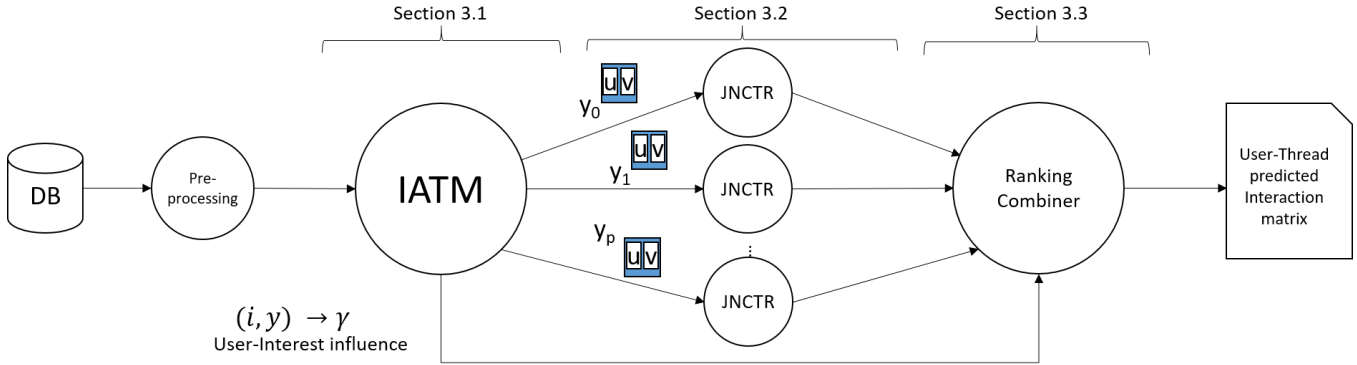 Section 3.1
Section 3.2
Section 3.3
DB
Pre-
processing
IATM
y0
u v
y1
u v
yp
u v
JNCTR
JNCTR
⋮
JNCTR
Ranking
Combiner
User-Thread
predicted
Interaction
matrix
(i, y) → γ
User-Interest influence